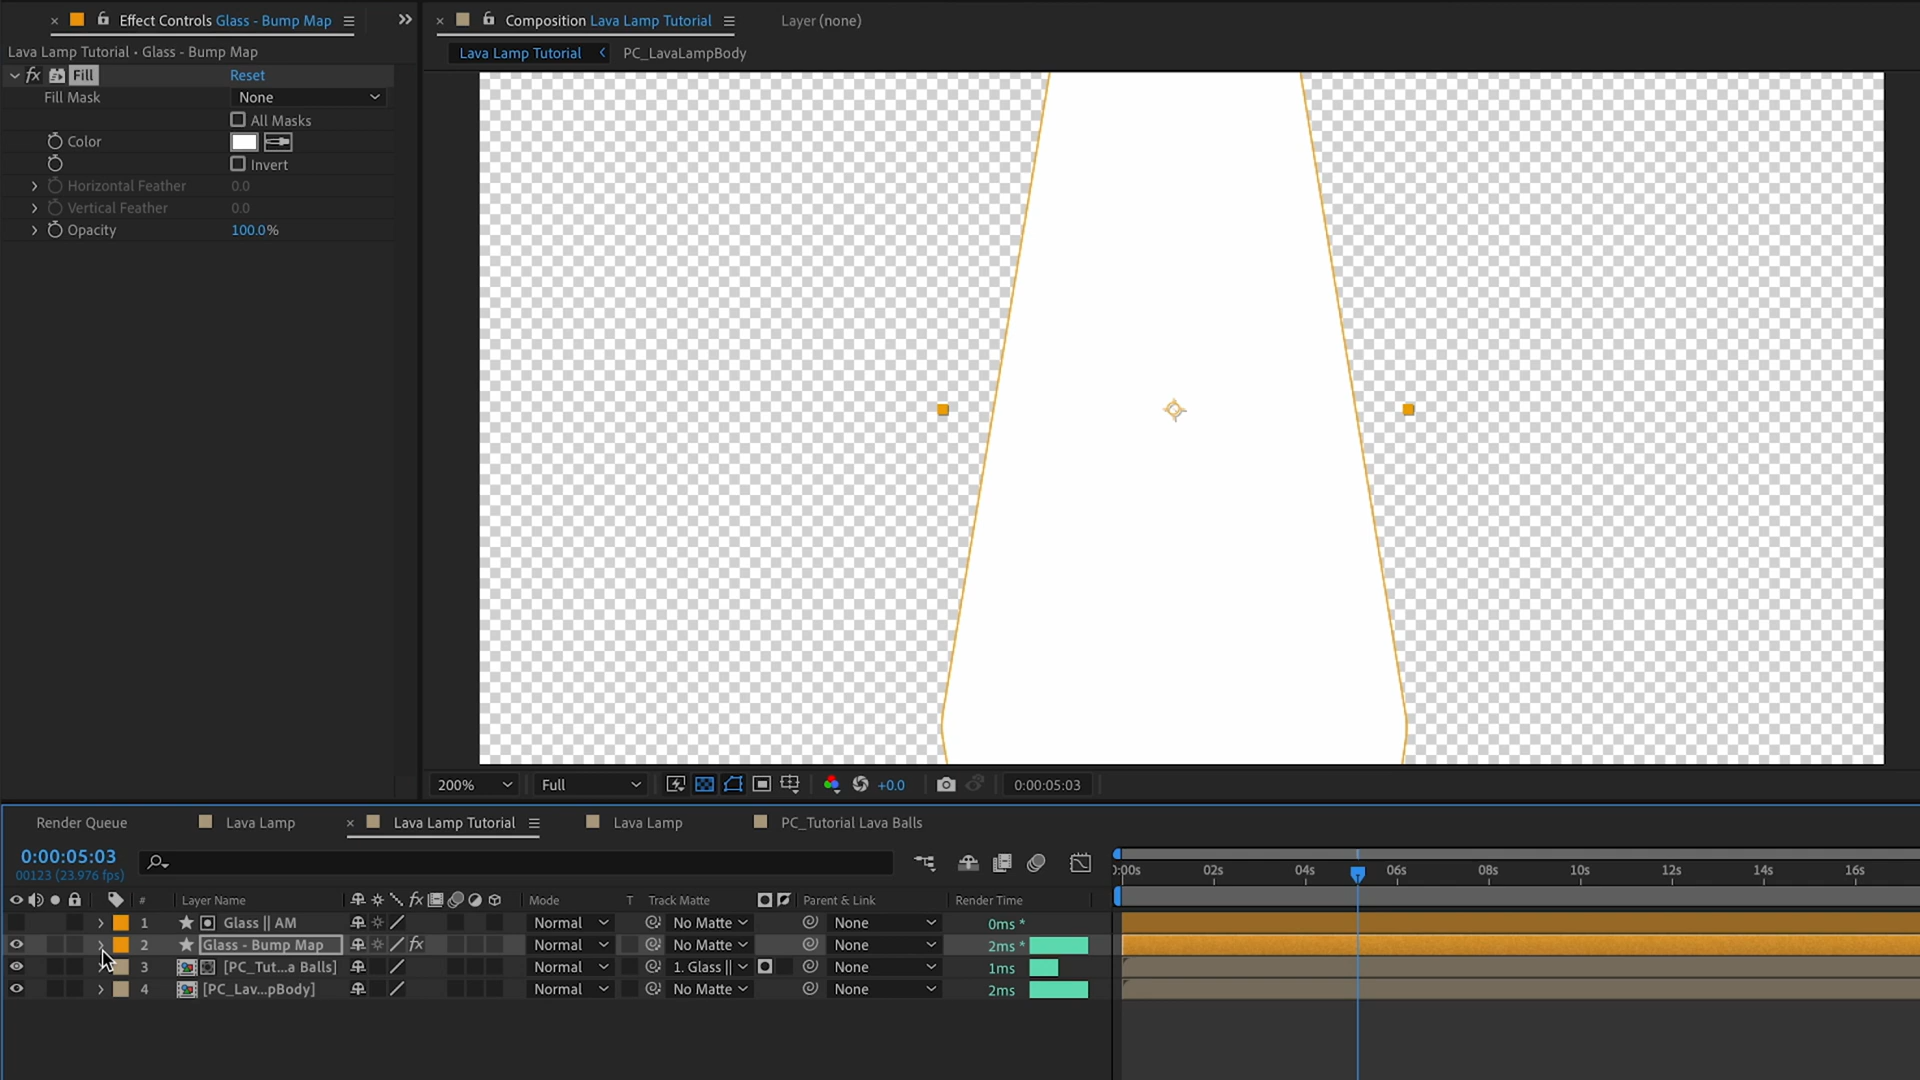 Effect Controls Glass - Bump Map
Lava Lamp Tutorial • Glass - Bump Map
fx Fill Reset
Fill Mask None
All Masks
Color
Invert
Horizontal Feather 0.0
Vertical Feather 0.0
Opacity 100.0%
Composition Lava Lamp Tutorial Layer (none)
Lava Lamp Tutorial PC_LavaLampBody
200% Full +0.0 0:00:05:03
Render Queue Lava Lamp Lava Lamp Tutorial Lava Lamp PC_Tutorial Lava Balls
0:00:05:03
00123 (23.976 fps)
:00s 02s 04s 06s 08s 10s 12s 14s 16s
# Layer Name fx Mode T Track Matte Parent & Link Render Time
1 Glass || AM Normal No Matte None 0ms *
2 Glass - Bump Map fx Normal No Matte None 2ms *
3 [PC_Tut...a Balls] Normal 1. Glass || None 1ms
4 [PC_Lav...pBody] Normal No Matte None 2ms